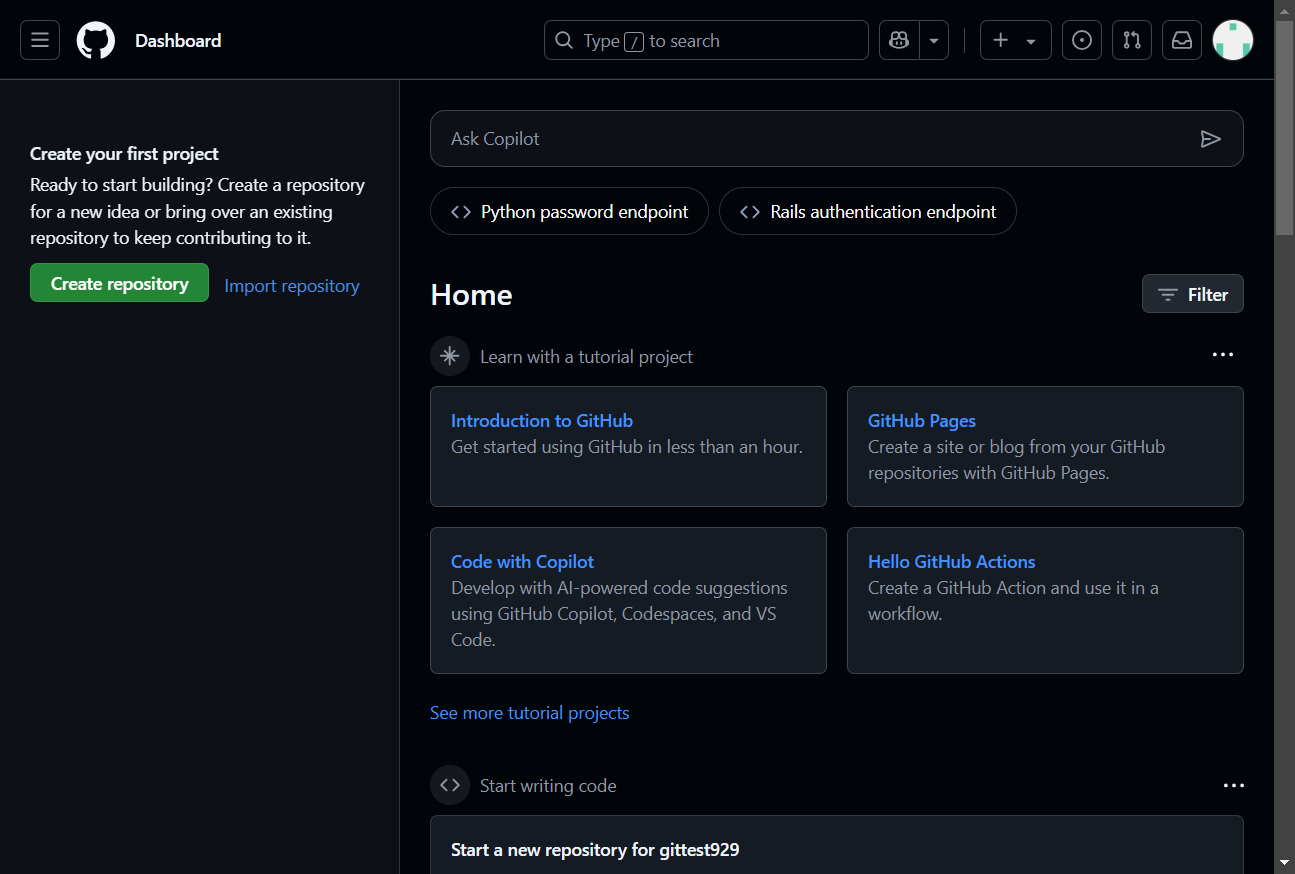 Dashboard
Type / to search
Create your first project
Ready to start building? Create a repository
for a new idea or bring over an existing
repository to keep contributing to it.
Create repository
Import repository
Ask Copilot
Python password endpoint
Rails authentication endpoint
Home
Filter
Learn with a tutorial project
Introduction to GitHub
Get started using GitHub in less than an hour.
GitHub Pages
Create a site or blog from your GitHub
repositories with GitHub Pages.
Code with Copilot
Develop with AI-powered code suggestions
using GitHub Copilot, Codespaces, and VS
Code.
Hello GitHub Actions
Create a GitHub Action and use it in a
workflow.
See more tutorial projects
Start writing code
Start a new repository for gittest929